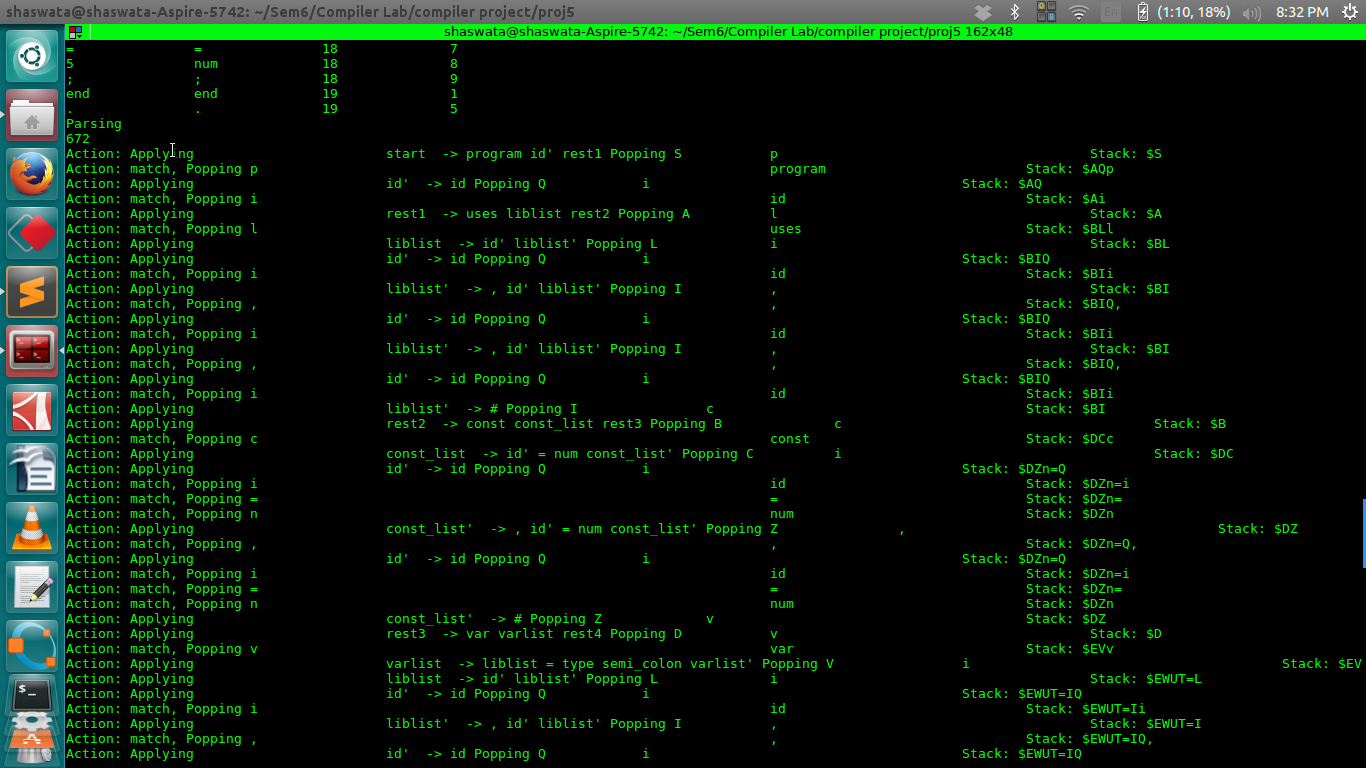 shaswata@shaswata-Aspire-5742: ~/Sem6/Compiler Lab/compiler project/proj5 En (1:10, 18%) 8:32 PM
shaswata@shaswata-Aspire-5742: ~/Sem6/Compiler Lab/compiler project/proj5 162x48
= = 18 7
5 num 18 8
; ; 18 9
end end 19 1
. . 19 5
Parsing
672
Action: Applying start -> program id' rest1 Popping S p Stack: $S
Action: match, Popping p program Stack: $AQp
Action: Applying id' -> id Popping Q i Stack: $AQ
Action: match, Popping i id Stack: $Ai
Action: Applying rest1 -> uses liblist rest2 Popping A l Stack: $A
Action: match, Popping l uses Stack: $BLl
Action: Applying liblist -> id' liblist' Popping L i Stack: $BL
Action: Applying id' -> id Popping Q i Stack: $BIQ
Action: match, Popping i id Stack: $BIi
Action: Applying liblist' -> , id' liblist' Popping I , Stack: $BI
Action: match, Popping , , Stack: $BIQ,
Action: Applying id' -> id Popping Q i Stack: $BIQ
Action: match, Popping i id Stack: $BIi
Action: Applying liblist' -> , id' liblist' Popping I , Stack: $BI
Action: match, Popping , , Stack: $BIQ,
Action: Applying id' -> id Popping Q i Stack: $BIQ
Action: match, Popping i id Stack: $BIi
Action: Applying liblist' -> # Popping I c Stack: $BI
Action: Applying rest2 -> const const_list rest3 Popping B c Stack: $B
Action: match, Popping c const Stack: $DCc
Action: Applying const_list -> id' = num const_list' Popping C i Stack: $DC
Action: Applying id' -> id Popping Q i Stack: $DZn=Q
Action: match, Popping i id Stack: $DZn=i
Action: match, Popping = = Stack: $DZn=
Action: match, Popping n num Stack: $DZn
Action: Applying const_list' -> , id' = num const_list' Popping Z , Stack: $DZ
Action: match, Popping , , Stack: $DZn=Q,
Action: Applying id' -> id Popping Q i Stack: $DZn=Q
Action: match, Popping i id Stack: $DZn=i
Action: match, Popping = = Stack: $DZn=
Action: match, Popping n num Stack: $DZn
Action: Applying const_list' -> # Popping Z v Stack: $DZ
Action: Applying rest3 -> var varlist rest4 Popping D v Stack: $D
Action: match, Popping v var Stack: $EVv
Action: Applying varlist -> liblist = type semi_colon varlist' Popping V i Stack: $EV
Action: Applying liblist -> id' liblist' Popping L i Stack: $EWUT=L
Action: Applying id' -> id Popping Q i Stack: $EWUT=IQ
Action: match, Popping i id Stack: $EWUT=Ii
Action: Applying liblist' -> , id' liblist' Popping I , Stack: $EWUT=I
Action: match, Popping , , Stack: $EWUT=IQ,
Action: Applying id' -> id Popping Q i Stack: $EWUT=IQ